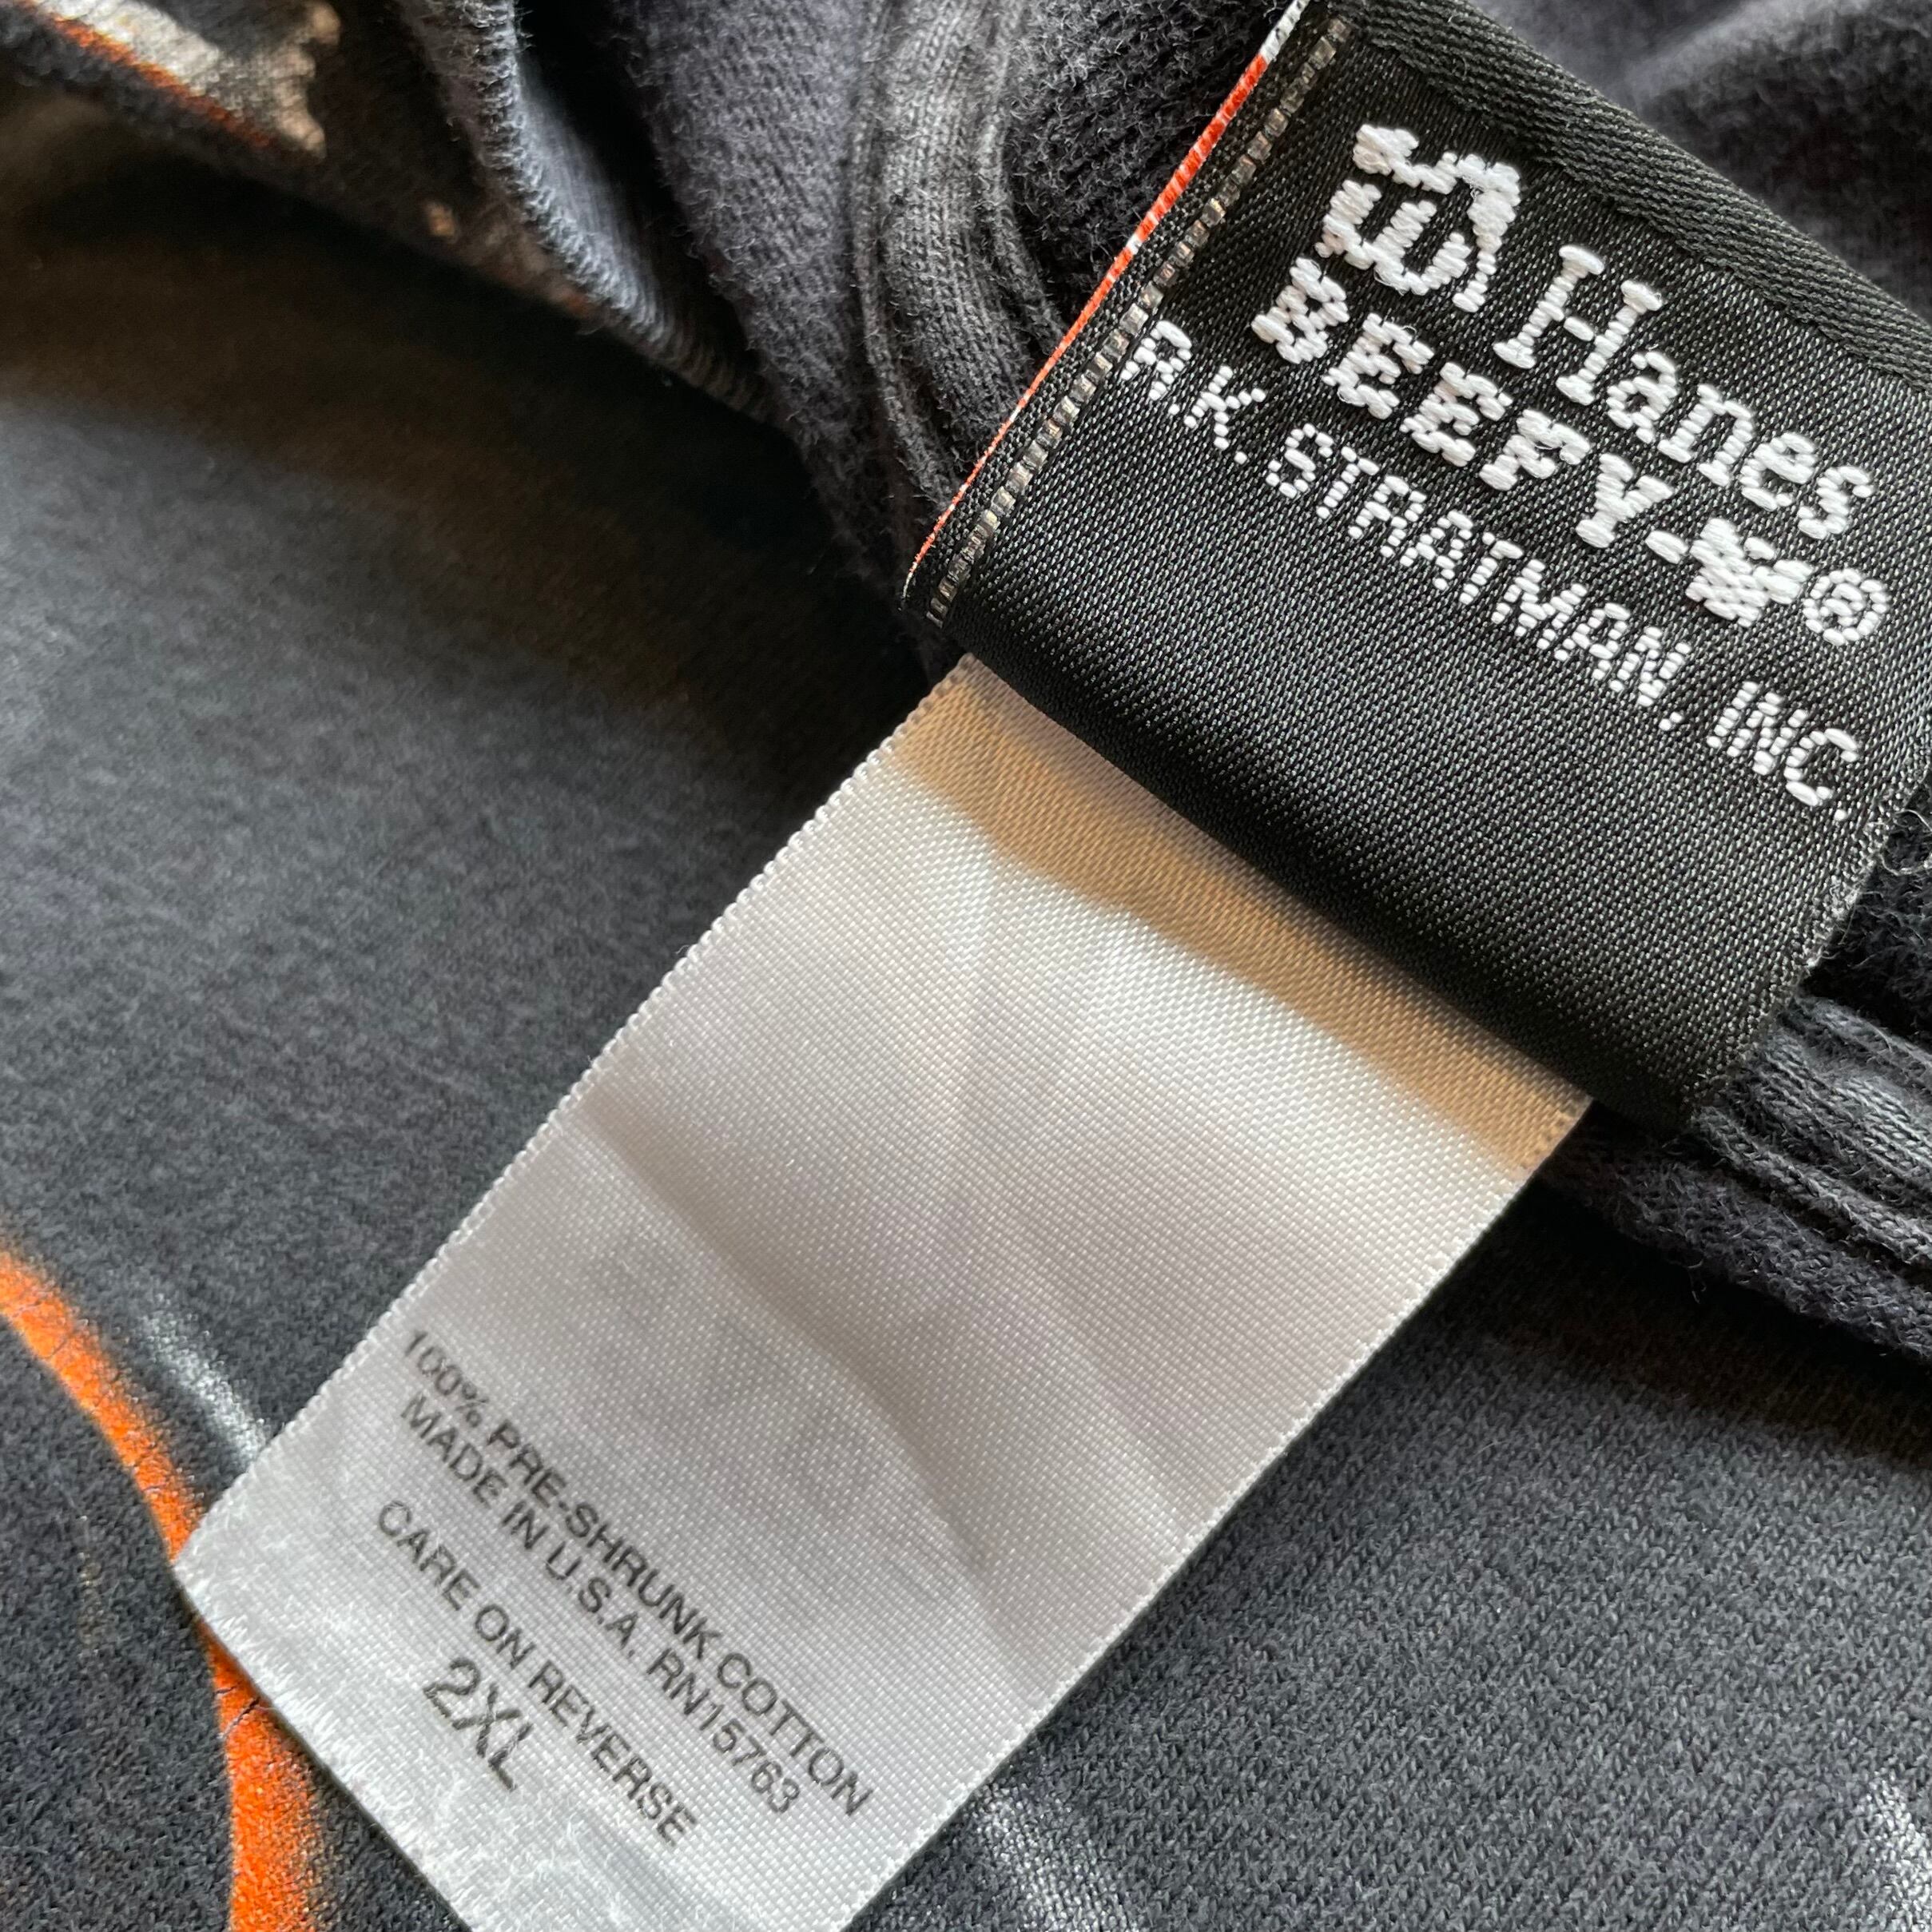 Hanes
BEEFY-T®
R.K. STRATMAN, INC.
100% PRE-SHRUNK COTTON
MADE IN U.S.A. RN15763
CARE ON REVERSE
2XL